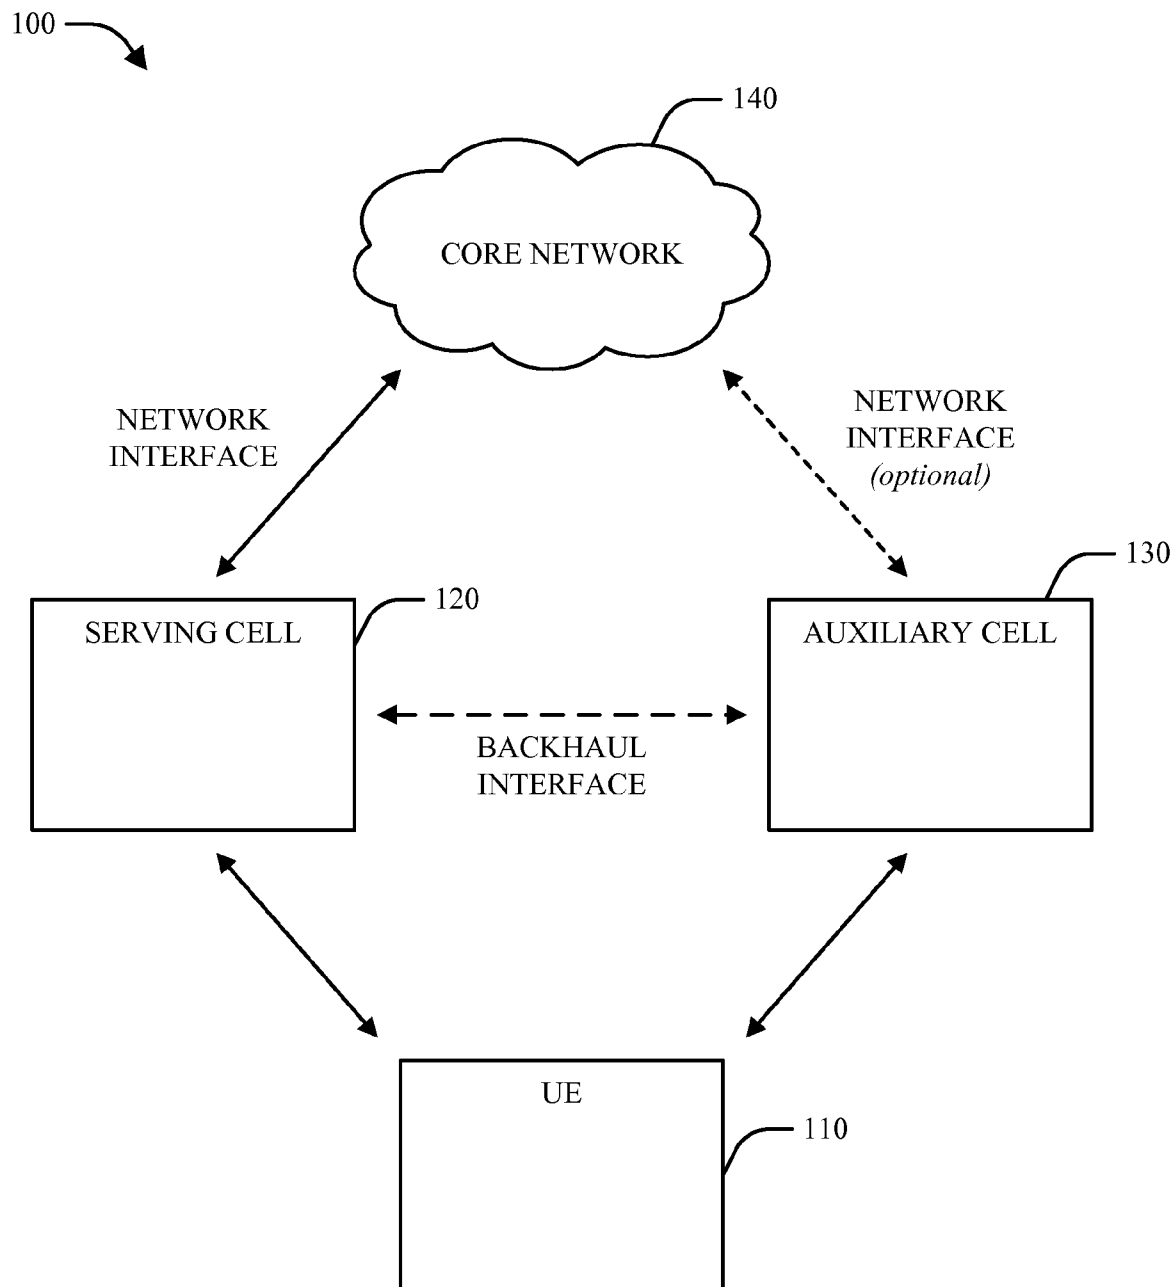 100
140
CORE NETWORK
NETWORK
INTERFACE
NETWORK
INTERFACE
(optional)
130
120
SERVING CELL
AUXILIARY CELL
BACKHAUL
INTERFACE
UE
110